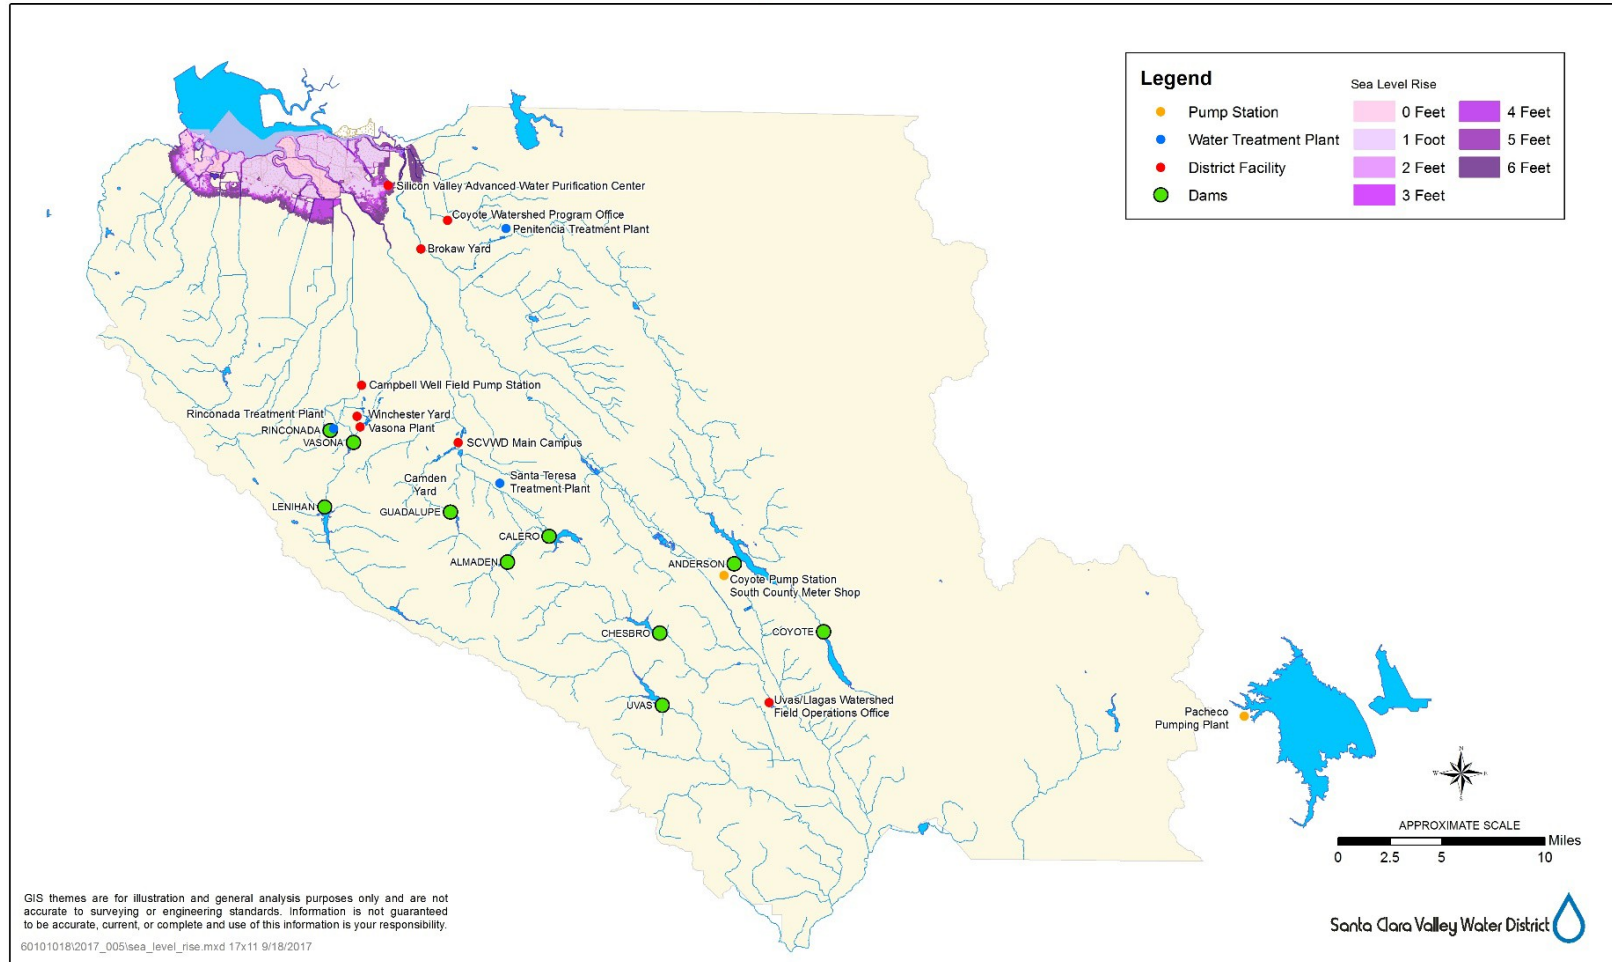 Legend
Pump Station
Water Treatment Plant
District Facility
Dams
Sea Level Rise
0 Feet
1 Foot
2 Feet
3 Feet
4 Feet
5 Feet
6 Feet
Silicon Valley Advanced Water Purification Center
Coyote Watershed Program Office
Penitencia Treatment Plant
Brokaw Yard
Campbell Well Field Pump Station
Rinconada Treatment Plant
Winchester Yard
RINCONADA
Vasona Plant
VASONA
SCVWD Main Campus
Camden
Yard
Santa Teresa
Treatment Plant
LENIHAN
GUADALUPE
CALERO
ALMADEN
ANDERSON
Coyote Pump Station
South County Meter Shop
CHESBRO
COYOTE
UVAS
Uvas/Llagas Watershed
Field Operations Office
Pacheco
Pumping Plant
N
W
E
S
APPROXIMATE SCALE
Miles
0 2.5 5 10
GIS themes are for illustration and general analysis purposes only and are not
accurate to surveying or engineering standards. Information is not guaranteed
to be accurate, current, or complete and use of this information is your responsibility.
60101018\2017_005\sea_level_rise.mxd 17x11 9/18/2017
Santa Clara Valley Water District